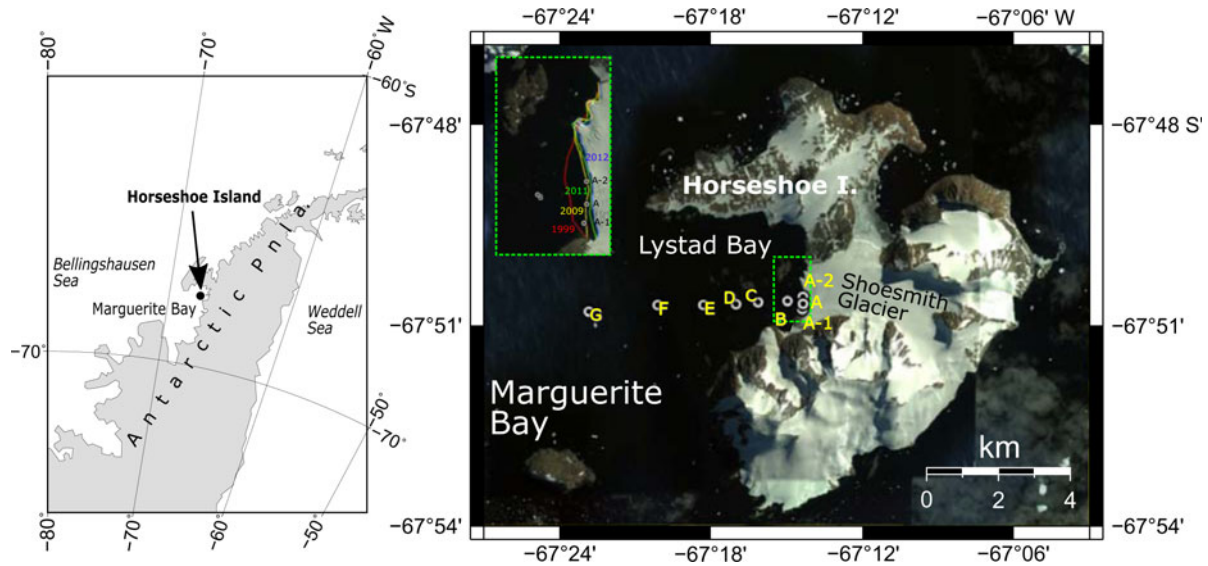 −80°
−70°
−60°W
−60°S
Horseshoe Island
Bellingshausen
Sea
Marguerite Bay
Weddell
Sea
Antarctic Pnla.
−70°
−50°
−70°
−80
−70°
−60°
−50°
−67°24'
−67°18'
−67°12'
−67°06' W
−67°48'
−67°48 S'
2012
A-2
2011
A
2009
A-1
1999
Horseshoe I.
Lystad Bay
Shoesmith
Glacier
A-2
A
A-1
B
C
D
E
F
G
−67°51'
−67°51'
Marguerite
Bay
km
0
2
4
−67°54'
−67°54'
−67°24'
−67°18'
−67°12'
−67°06'